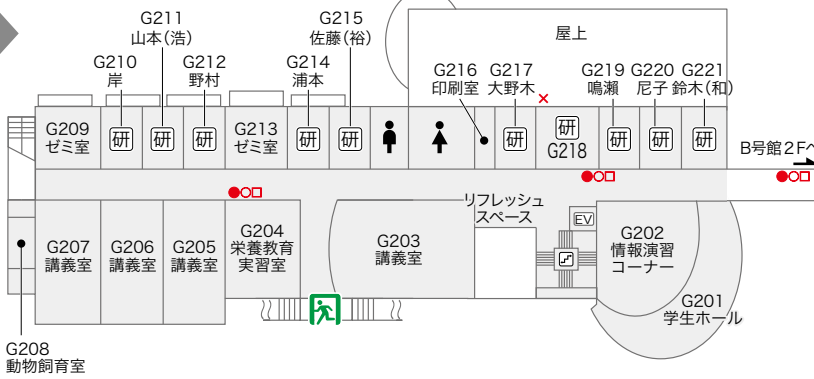 G211
山本(浩)
G215
佐藤(裕)
屋上
G210
岸
G212
野村
G214
浦本
G216
印刷室
G217
大野木
G219
鳴瀬
G220
尼子
G221
鈴木(和)
G209
ゼミ室
研
研
研
G213
ゼミ室
研
研
研
研
G218
研
研
研
B号館2Fへ
リフレッシュ
スペース
EV
G207
講義室
G206
講義室
G205
講義室
G204
栄養教育
実習室
G203
講義室
G202
情報演習
コーナー
G201
学生ホール
G208
動物飼育室